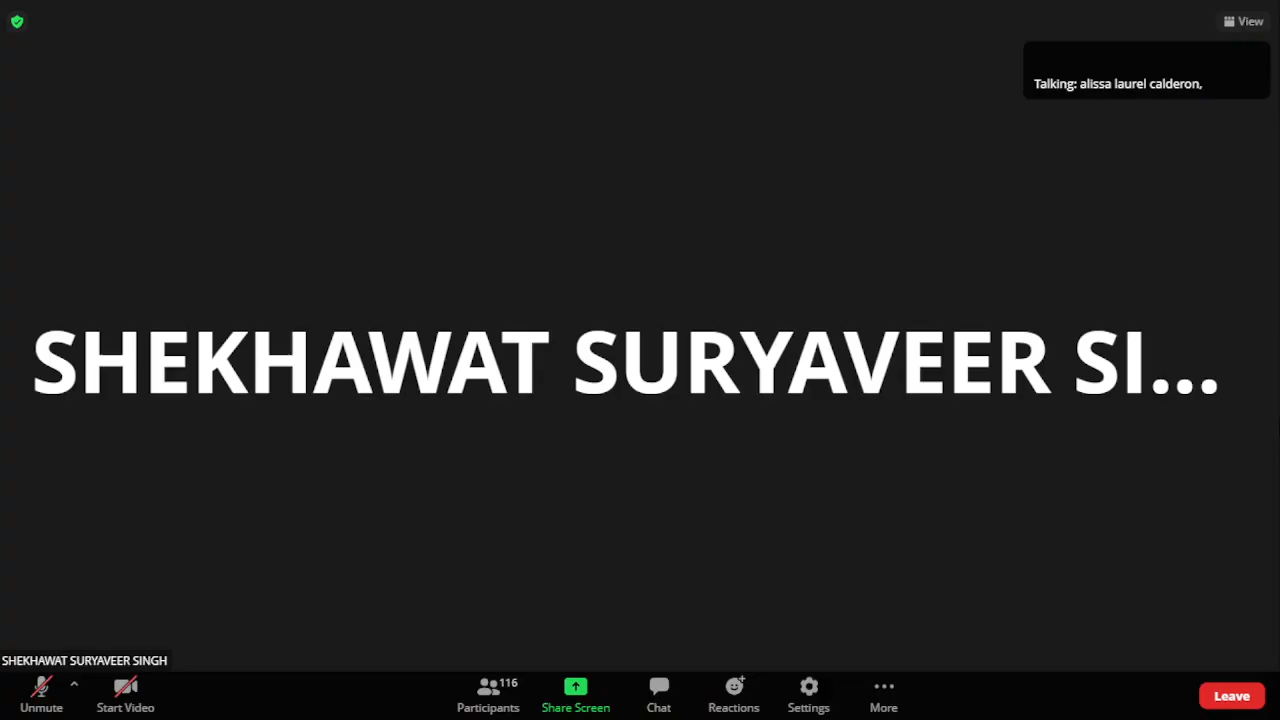 View
Talking: alissa laurel calderon,
SHEKHAWAT SURYAVEER SI...
SHEKHAWAT SURYAVEER SINGH
116
Unmute
Start Video
Participants
Share Screen
Chat
Reactions
Settings
More
Leave